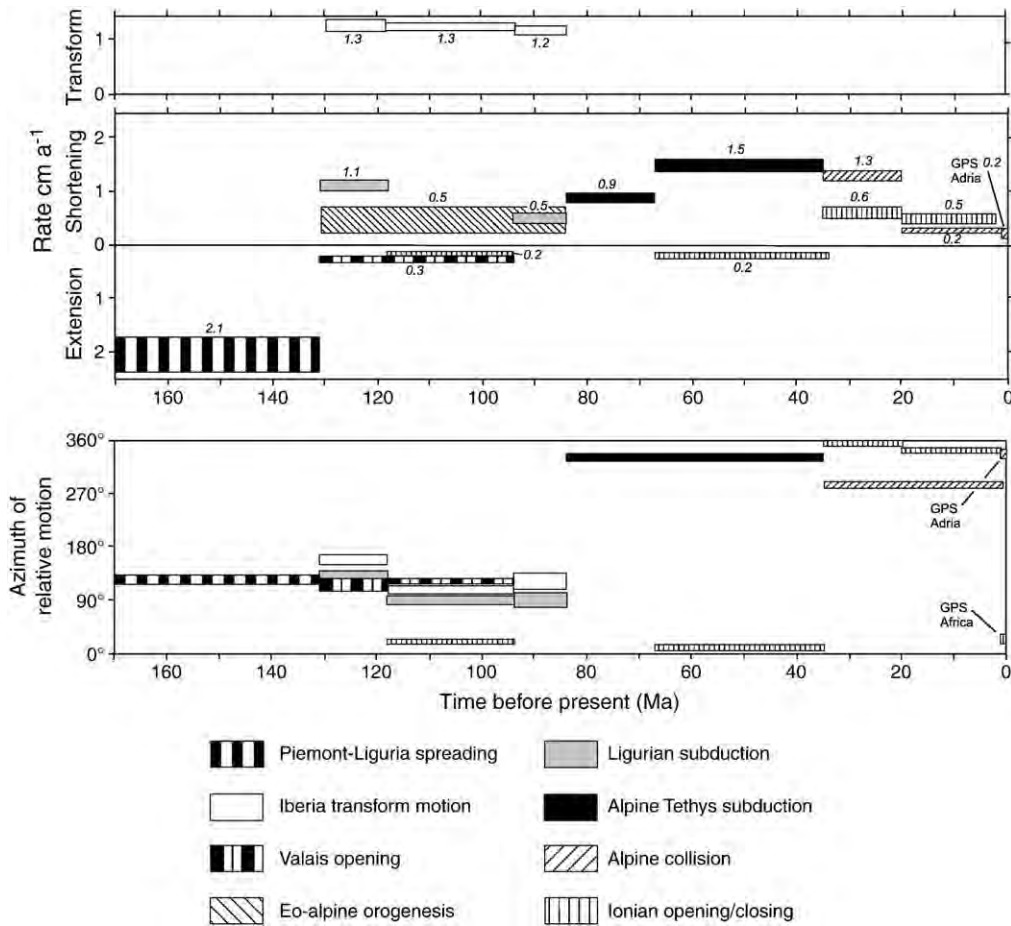 Transform
1
0
1.3
1.3
1.2
Rate cm a⁻¹
Shortening
Extension
2
1
0
1
2
1.1
0.5
0.5
0.9
1.5
1.3
0.6
0.5
GPS 0.2
Adria
0.2
0.3
0.2
0.2
2.1
160
140
120
100
80
60
40
20
0
Azimuth of
relative motion
360°
270°
180°
90°
0°
GPS
Adria
GPS
Africa
160
140
120
100
80
60
40
20
0
Time before present (Ma)
Piemont-Liguria spreading
Iberia transform motion
Valais opening
Eo-alpine orogenesis
Ligurian subduction
Alpine Tethys subduction
Alpine collision
Ionian opening/closing